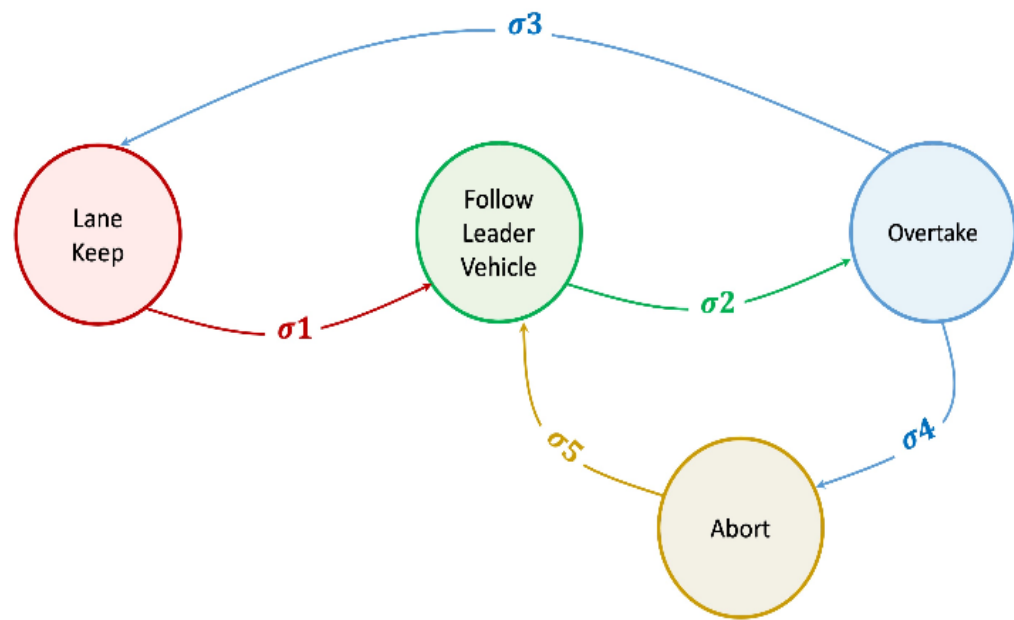 σ3
Lane
Keep
Follow
Leader
Vehicle
Overtake
σ1
σ2
σ5
σ4
Abort